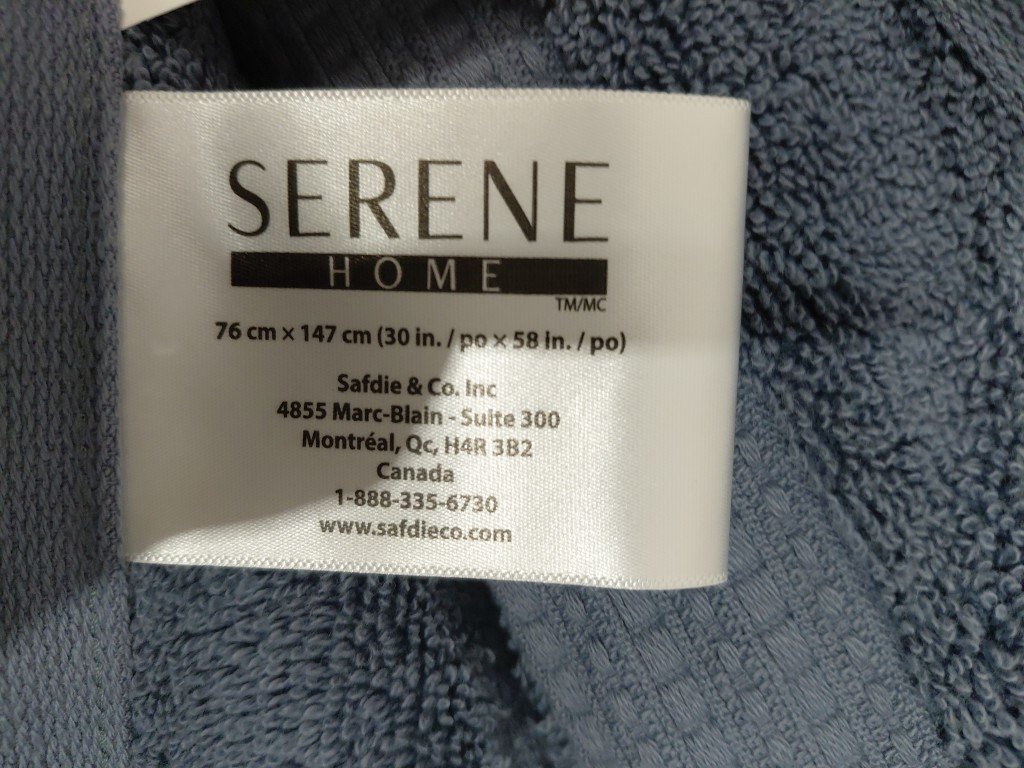 SERENE
HOME
TM/MC
76 cm × 147 cm (30 in. / po × 58 in. / po)
Safdie & Co. Inc
4855 Marc-Blain - Suite 300
Montréal, Qc, H4R 3B2
Canada
1-888-335-6730
www.safdieco.com